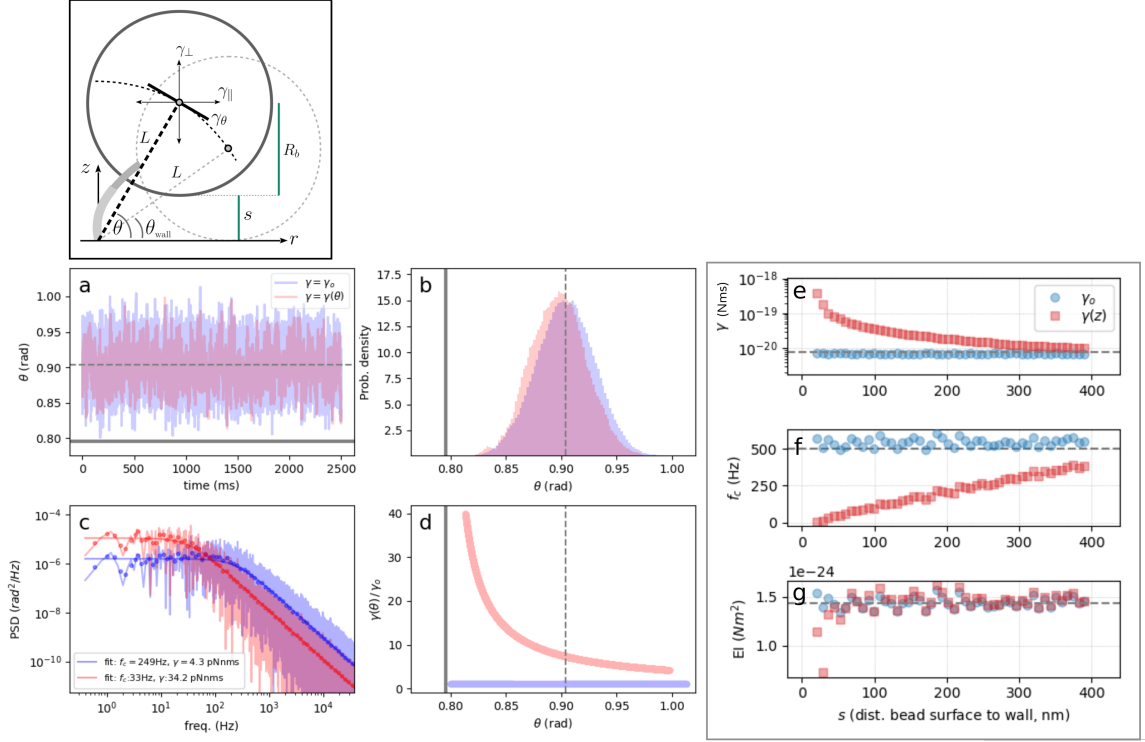 γ⊥
γ∥
γθ
L
L
R_b
z
s
θ
θ_wall
r
a
γ = γ_o
γ = γ(θ)
1.00
0.95
0.90
0.85
0.80
θ (rad)
0 500 1000 1500 2000 2500
time (ms)
b
17.5
15.0
12.5
10.0
7.5
5.0
2.5
Prob. density
0.80 0.85 0.90 0.95 1.00
θ (rad)
c
10⁻⁴
10⁻⁶
10⁻⁸
10⁻¹⁰
PSD (rad²/Hz)
fit: f_c = 249Hz, γ = 4.3 pNnms
fit: f_c:33Hz, γ:34.2 pNnms
10⁰ 10¹ 10² 10³ 10⁴
freq. (Hz)
d
40
30
20
10
0
γ(θ)/γ_o
0.80 0.85 0.90 0.95 1.00
θ (rad)
e
10⁻¹⁸
10⁻¹⁹
10⁻²⁰
γ (Nms)
γ_o
γ(z)
0 100 200 300 400
f
500
250
0
f_c (Hz)
0 100 200 300 400
1e−24
g
1.5
1.0
EI (Nm²)
0 100 200 300 400
s (dist. bead surface to wall, nm)